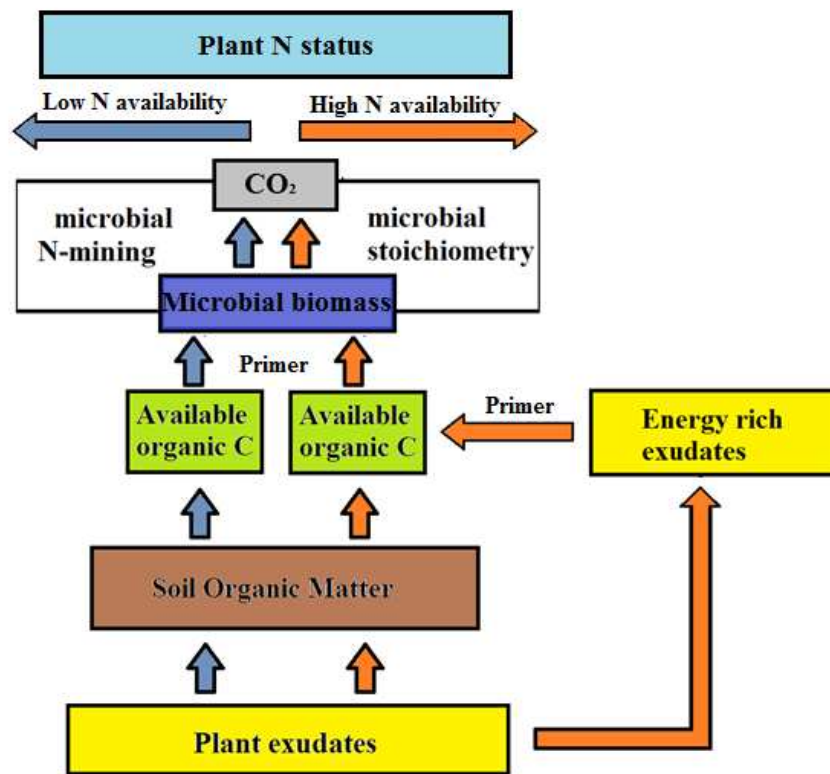 Plant N status
Low N availability
High N availability
CO₂
microbial
N-mining
microbial
stoichiometry
Microbial biomass
Primer
Available
organic C
Available
organic C
Primer
Energy rich
exudates
Soil Organic Matter
Plant exudates